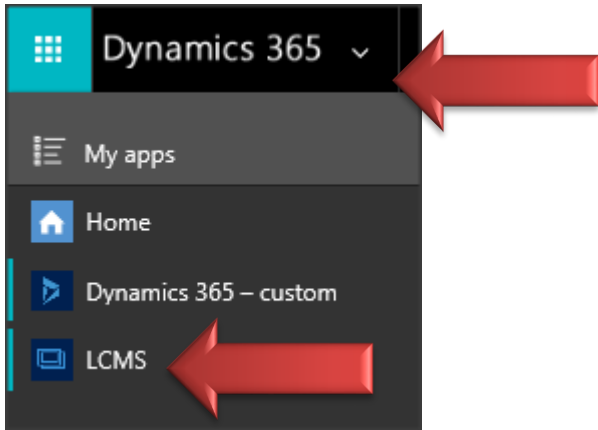 Dynamics 365
My apps
Home
Dynamics 365 – custom
LCMS